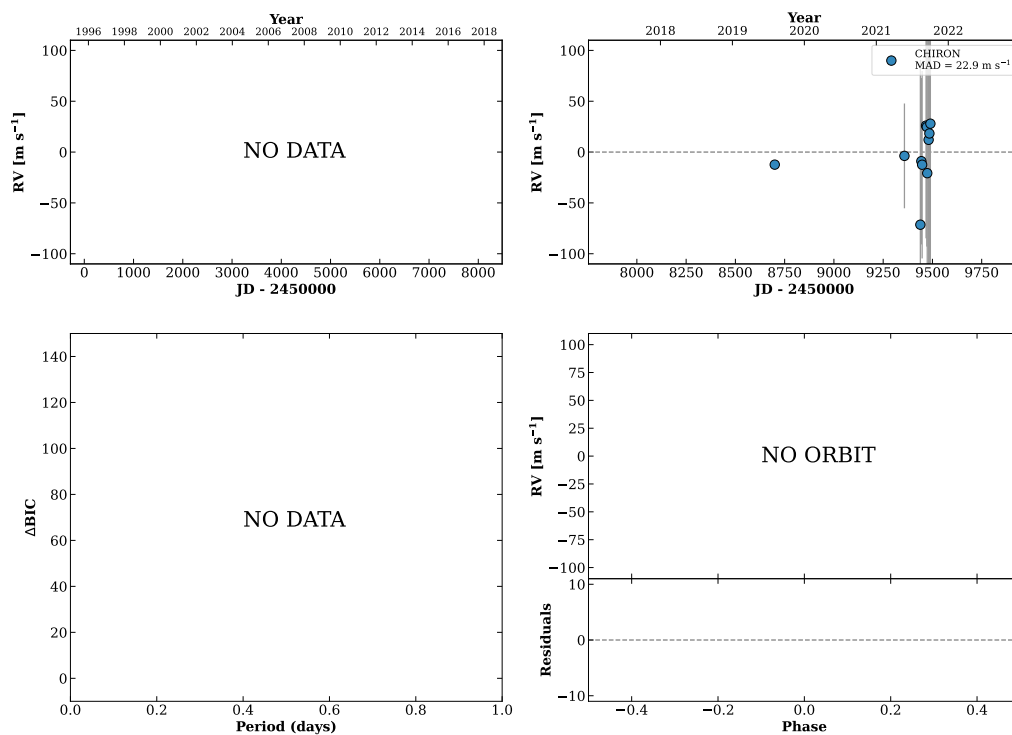 Year
1996 1998 2000 2002 2004 2006 2008 2010 2012 2014 2016 2018
RV [m s⁻¹]
100
50
0
−50
−100
NO DATA
0 1000 2000 3000 4000 5000 6000 7000 8000
JD - 2450000
Year
2018 2019 2020 2021 2022
RV [m s⁻¹]
100
50
0
−50
−100
CHIRON
MAD = 22.9 m s⁻¹
8000 8250 8500 8750 9000 9250 9500 9750
JD - 2450000
ΔBIC
140
120
100
80
60
40
20
0
NO DATA
0.0 0.2 0.4 0.6 0.8 1.0
Period (days)
RV [m s⁻¹]
100
75
50
25
0
−25
−50
−75
−100
NO ORBIT
Residuals
10
0
−10
−0.4 −0.2 0.0 0.2 0.4
Phase